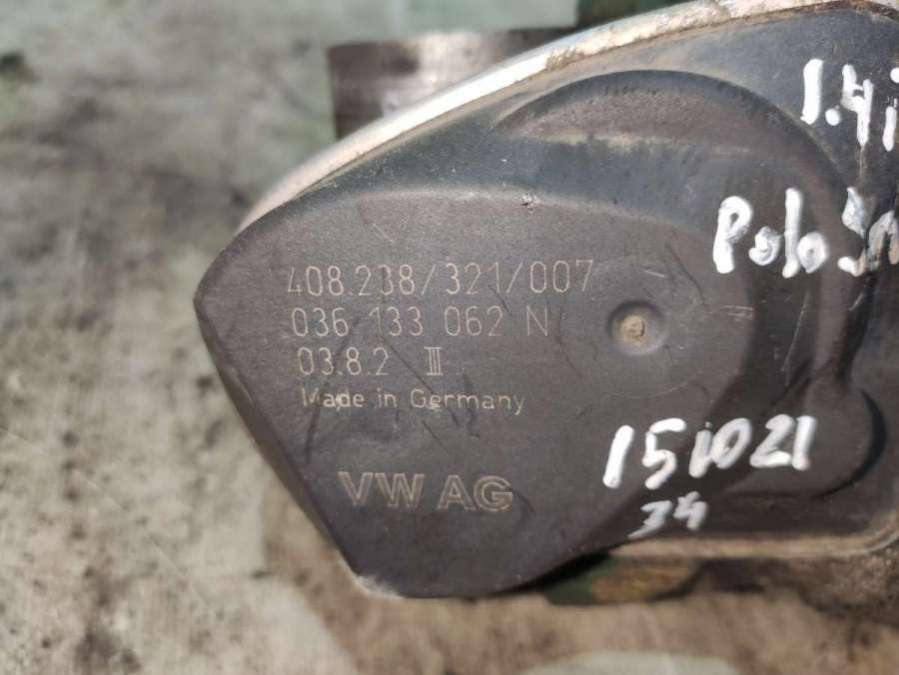 1.4i
Polo
408.238/321/007
036 133 062 N
03.8.2 III
Made in Germany
VW AG
151021
34